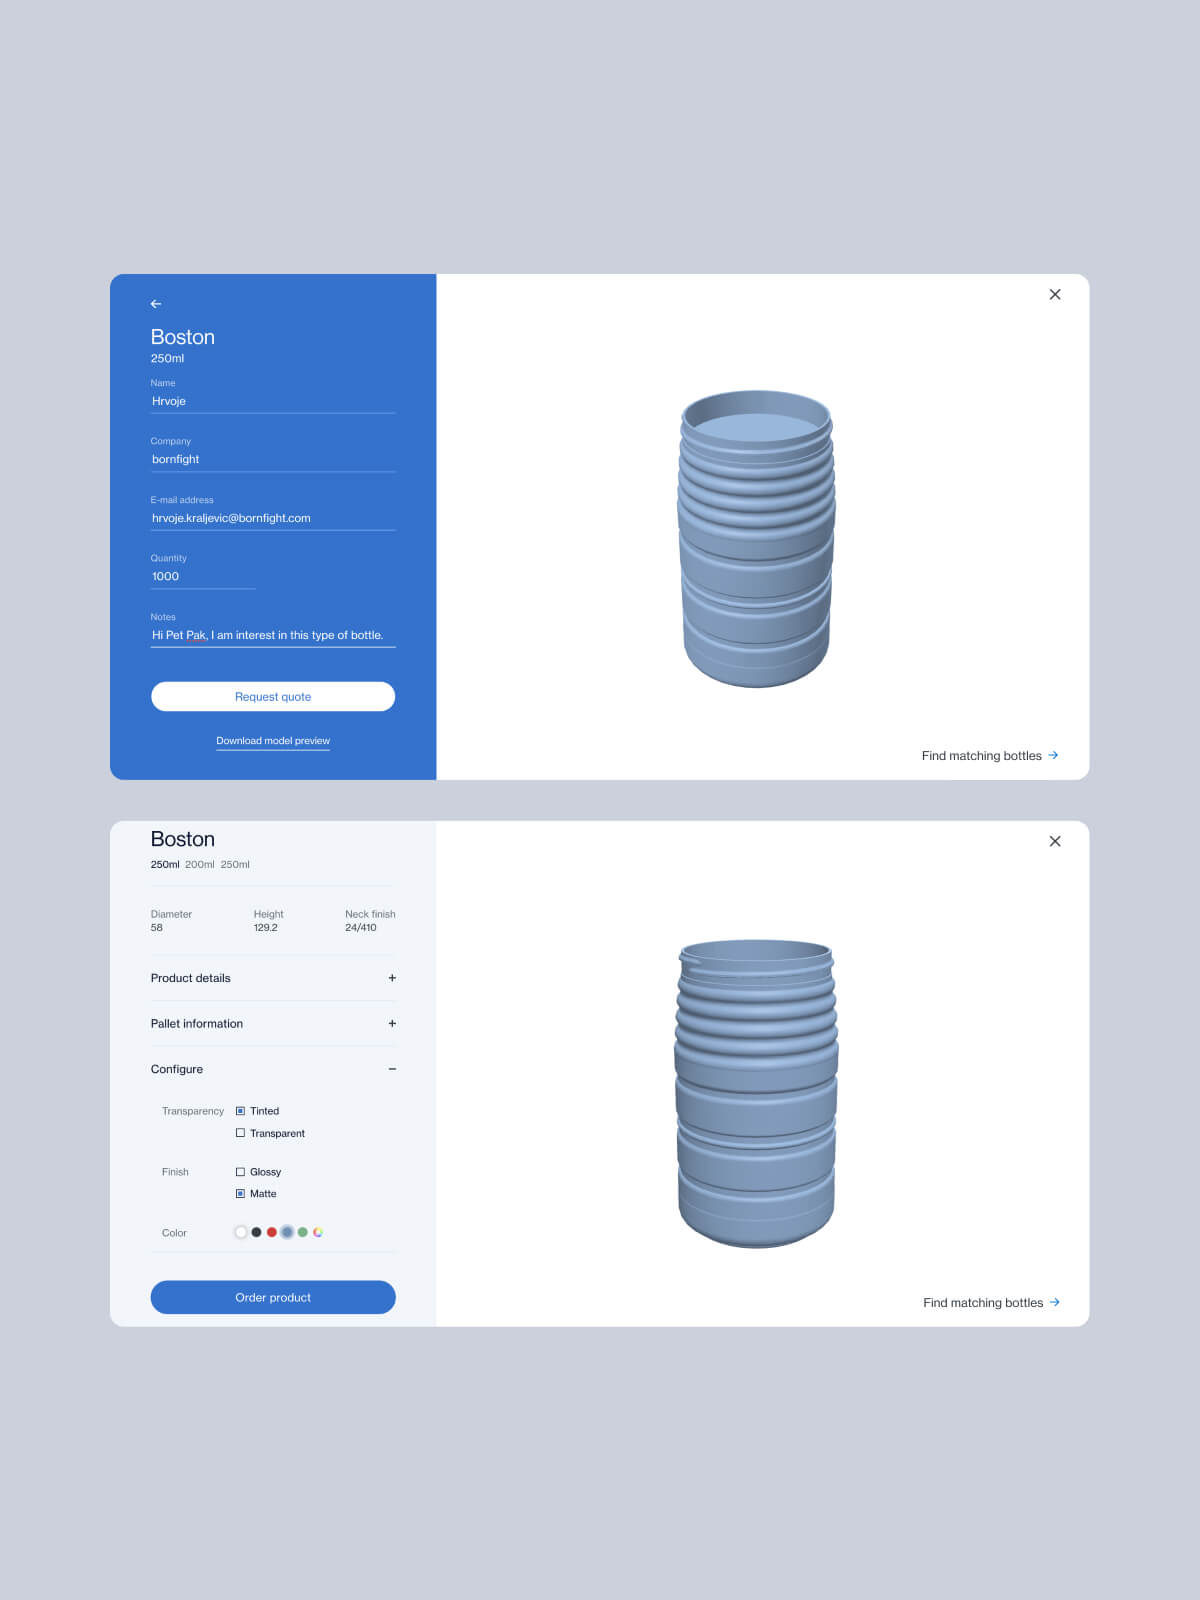 Boston
250ml
Name
Hrvoje
Company
bornfight
E-mail address
hrvoje.kraljevic@bornfight.com
Quantity
1000
Notes
Hi Pet Pak, I am interest in this type of bottle.
Request quote
Download model preview
Find matching bottles
Boston
250ml 200ml 250ml
Diameter Height Neck finish
58 129.2 24/410
Product details +
Pallet information +
Configure −
Transparency Tinted
Transparent
Finish Glossy
Matte
Color
Order product
Find matching bottles